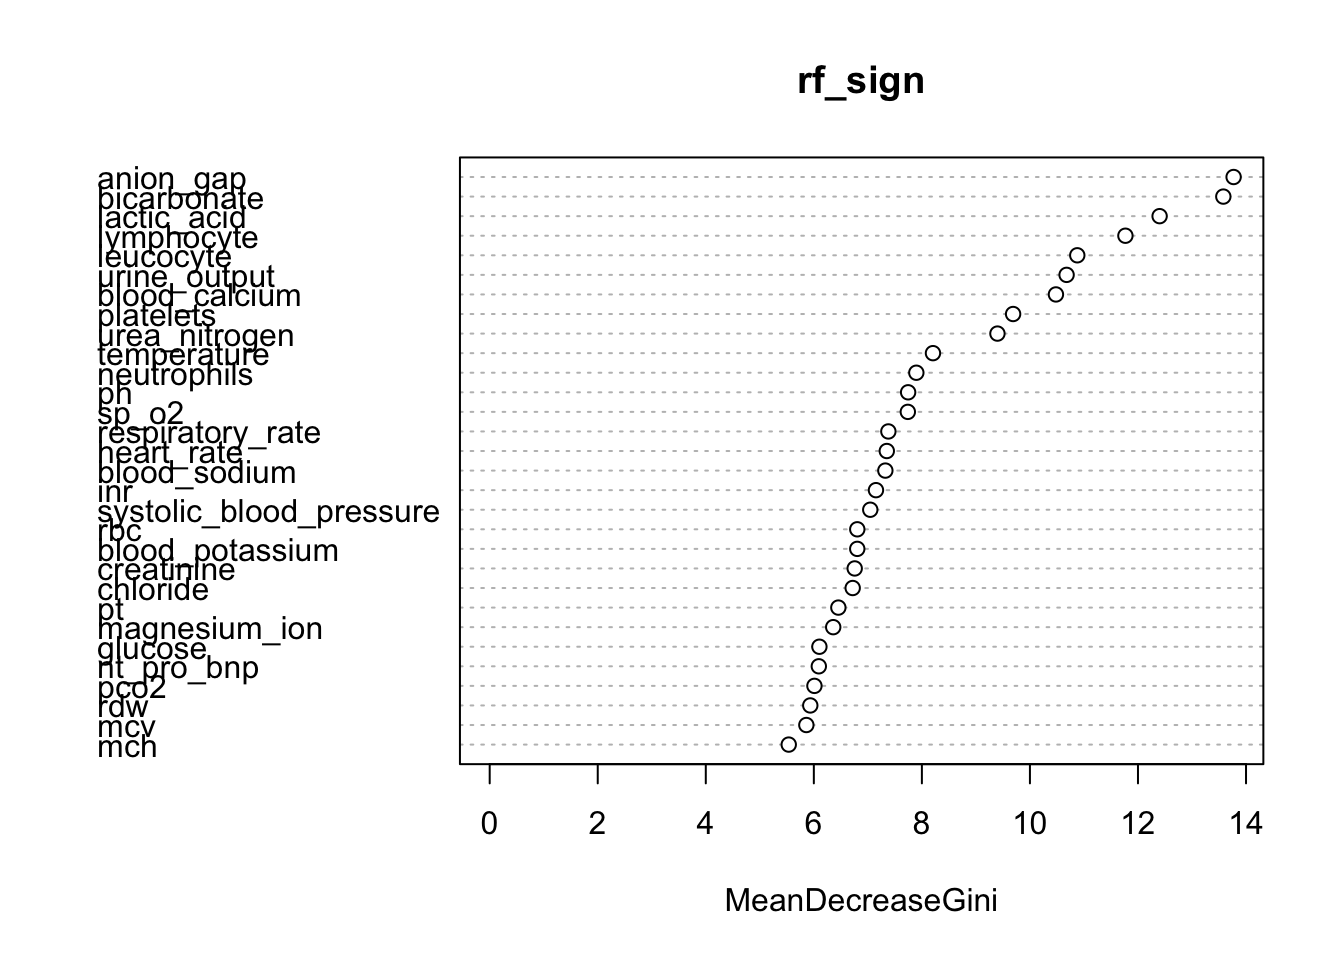 rf_sign
anion_gap
bicarbonate
lactic_acid
lymphocyte
leucocyte
urine_output
blood_calcium
platelets
urea_nitrogen
temperature
neutrophils
ph
sp_o2
respiratory_rate
heart_rate
blood_sodium
inr
systolic_blood_pressure
rbc
blood_potassium
creatinine
chloride
pt
magnesium_ion
glucose
nt_pro_bnp
pco2
rdw
mcv
mch
0 2 4 6 8 10 12 14
MeanDecreaseGini